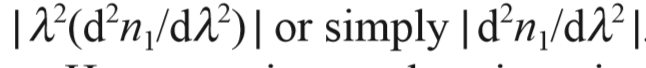 |λ²(d²n₁/dλ²)| or simply |d²n₁/dλ²|.